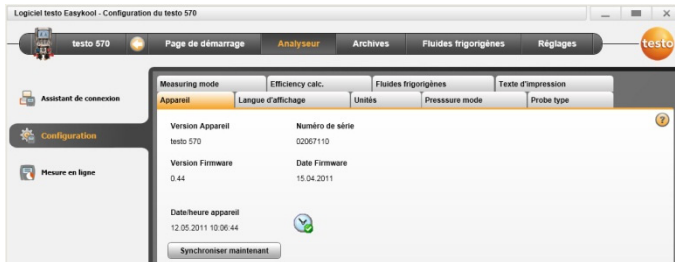 Logiciel testo Easykool - Configuration du testo 570
testo 570 Page de démarrage Analyseur Archives Fluides frigorigènes Réglages testo
Measuring mode Efficiency calc. Fluides frigorigènes Texte d'impression
Appareil Langue d'affichage Unités Presssure mode Probe type
Assistant de connexion
Configuration
Mesure en ligne
Version Appareil Numéro de série
testo 570 02067110
Version Firmware Date Firmware
0.44 15.04.2011
Date/heure appareil
12.05.2011 10:06:44
Synchroniser maintenant
?